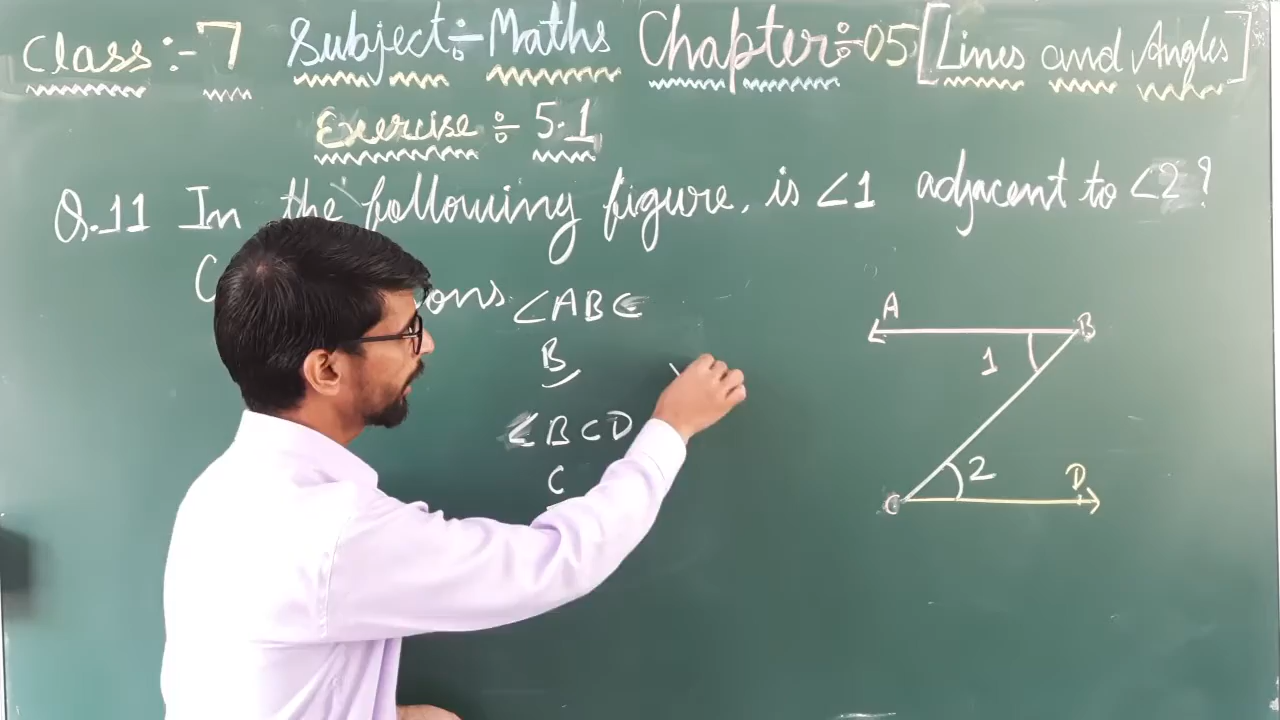 Class:-7 Subject÷Maths Chapter÷05 [Lines and Angles]
Exercise ÷ 5.1
Q.11 In the following figure, is ∠1 adjacent to ∠2?
∠ABC
B
∠BCD
C
A B
1
2
C D